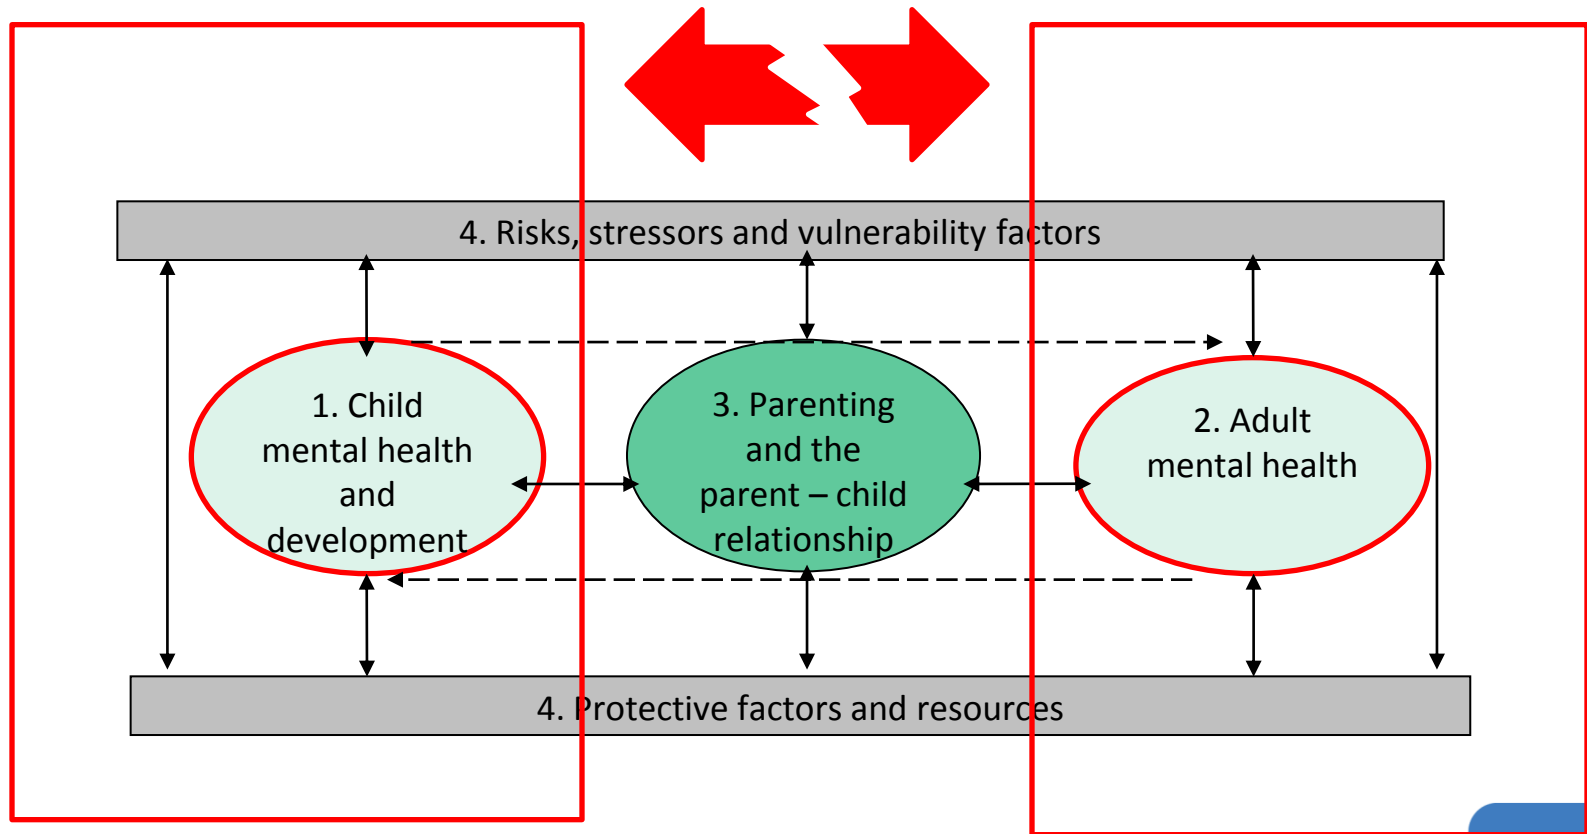 4. Risks, stressors and vulnerability factors
1. Child
mental health
and
development
3. Parenting
and the
parent – child
relationship
2. Adult
mental health
4. Protective factors and resources